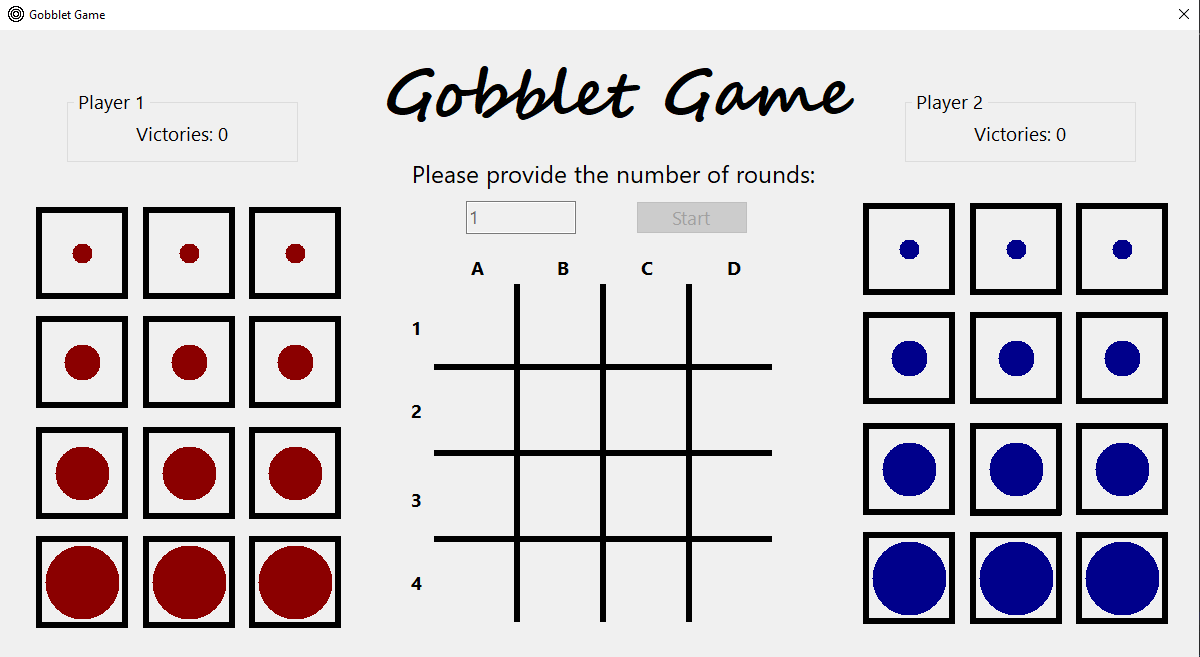 Gobblet Game
Gobblet Game
Player 1
Victories: 0
Player 2
Victories: 0
Please provide the number of rounds:
1
Start
A B C D
1
2
3
4